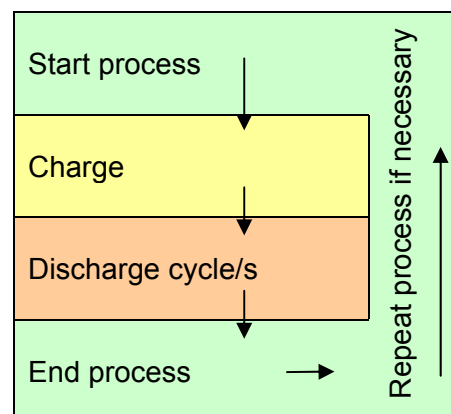 Start process
Charge
Discharge cycle/s
End process
Repeat process if necessary